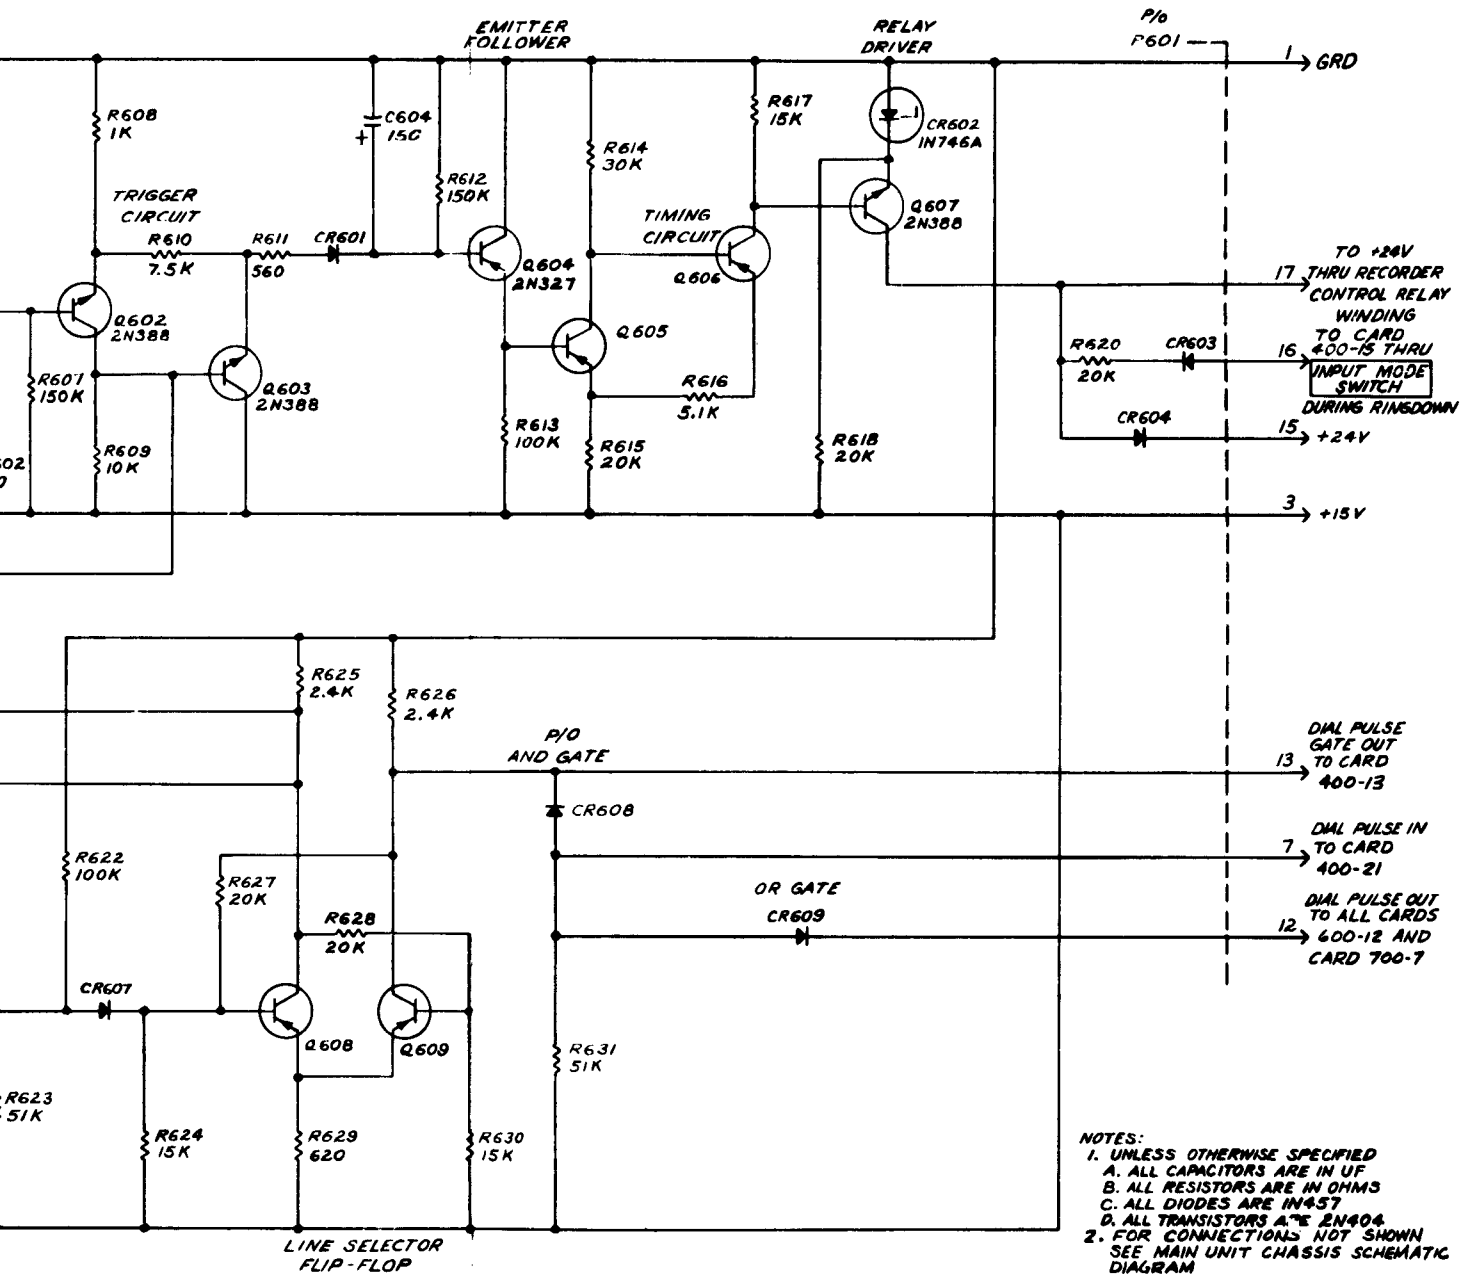 EMITTER
FOLLOWER
RELAY
DRIVER
P/O
P601
1
GRD
R608
1K
C604
150
+
R617
15K
CR602
1N746A
R614
30K
R612
150K
TRIGGER
CIRCUIT
R610
7.5K
R611
560
CR601
TIMING
CIRCUIT
Q607
2N388
Q604
2N327
Q606
TO +24V
17 THRU RECORDER
CONTROL RELAY
WINDING
Q602
2N388
Q605
TO CARD
16 400-15 THRU
INPUT MODE
SWITCH
DURING RINGDOWN
R620
20K
CR603
R607
150K
Q603
2N388
R616
5.1K
CR604
15 +24V
R613
100K
R615
20K
R618
20K
R609
10K
602
0
3 +15V
R625
2.4K
R626
2.4K
P/O
AND GATE
DIAL PULSE
GATE OUT
13 TO CARD
400-13
CR608
DIAL PULSE IN
7 TO CARD
400-21
R622
100K
R627
20K
OR GATE
CR609
DIAL PULSE OUT
TO ALL CARDS
12 600-12 AND
CARD 700-7
R628
20K
CR607
Q608
Q609
R631
51K
R623
51K
R624
15K
R629
620
R630
15K
LINE SELECTOR
FLIP-FLOP
NOTES:
1. UNLESS OTHERWISE SPECIFIED
A. ALL CAPACITORS ARE IN UF
B. ALL RESISTORS ARE IN OHMS
C. ALL DIODES ARE IN457
D. ALL TRANSISTORS ARE 2N404
2. FOR CONNECTIONS NOT SHOWN
SEE MAIN UNIT CHASSIS SCHEMATIC
DIAGRAM